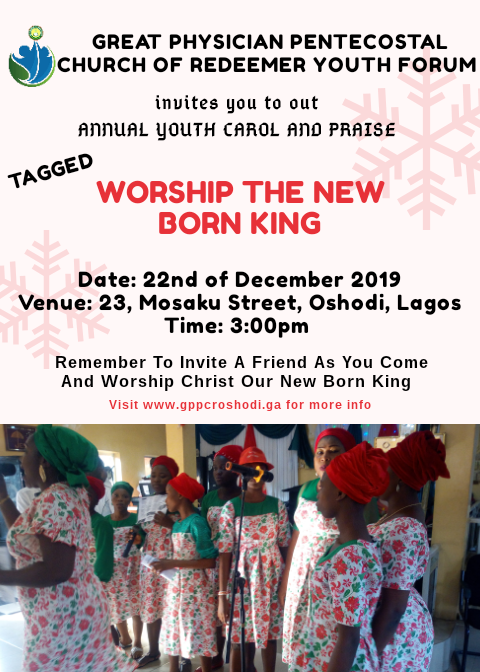 GREAT PHYSICIAN PENTECOSTAL
CHURCH OF REDEEMER YOUTH FORUM
invites you to out
ANNUAL YOUTH CAROL AND PRAISE
TAGGED
WORSHIP THE NEW
BORN KING
Date: 22nd of December 2019
Venue: 23, Mosaku Street, Oshodi, Lagos
Time: 3:00pm
Remember To Invite A Friend As You Come
And Worship Christ Our New Born King
Visit www.gppcroshodi.ga for more info